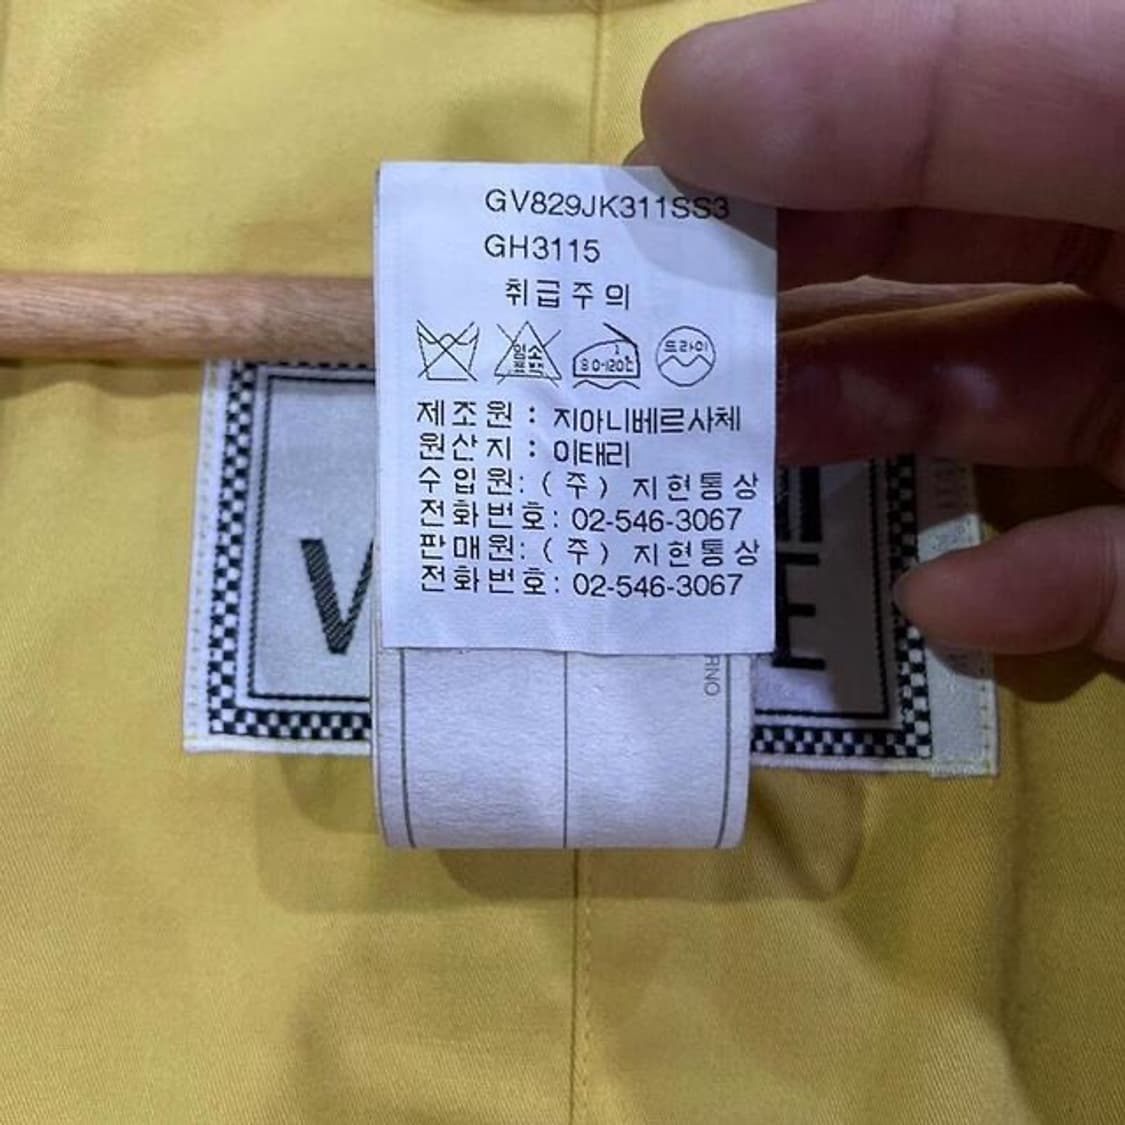 GV829JK311SS3
GH3115
취급주의
염소
표백
80-120℃
드라이
제조원 : 지아니베르사체
원산지 : 이태리
수입원: (주) 지현통상
전화번호: 02-546-3067
판매원: (주) 지현통상
전화번호: 02-546-3067